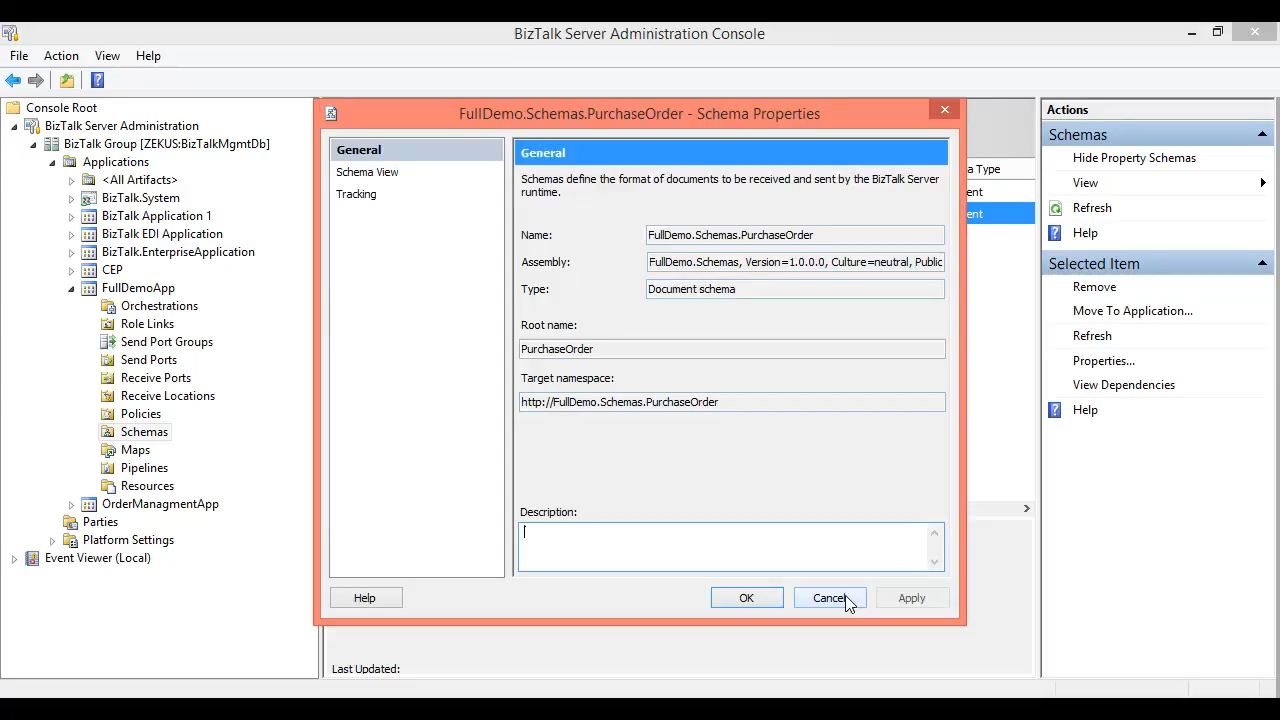 BizTalk Server Administration Console
File Action View Help
Console Root
BizTalk Server Administration
BizTalk Group [ZEKUS:BizTalkMgmtDb]
Applications
<All Artifacts>
BizTalk.System
BizTalk Application 1
BizTalk EDI Application
BizTalk.EnterpriseApplication
CEP
FullDemoApp
Orchestrations
Role Links
Send Port Groups
Send Ports
Receive Ports
Receive Locations
Policies
Schemas
Maps
Pipelines
Resources
OrderManagmentApp
Parties
Platform Settings
Event Viewer (Local)
FullDemo.Schemas.PurchaseOrder - Schema Properties
General
Schema View
Tracking
General
Schemas define the format of documents to be received and sent by the BizTalk Server
runtime.
Name: FullDemo.Schemas.PurchaseOrder
Assembly: FullDemo.Schemas, Version=1.0.0.0, Culture=neutral, Public
Type: Document schema
Root name:
PurchaseOrder
Target namespace:
http://FullDemo.Schemas.PurchaseOrder
Description:
Help OK Cancel Apply
Last Updated:
a Type
ent
ent
Actions
Schemas
Hide Property Schemas
View
Refresh
Help
Selected Item
Remove
Move To Application...
Refresh
Properties...
View Dependencies
Help